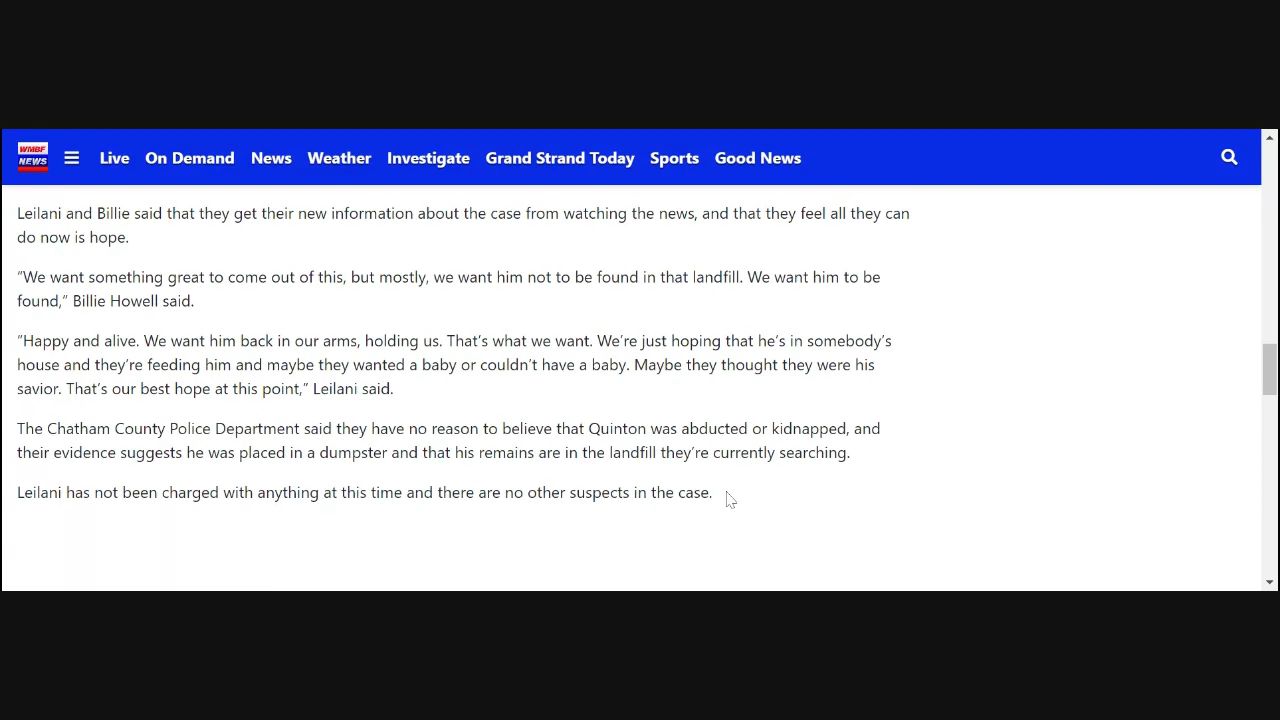 WMBF
NEWS
Live On Demand News Weather Investigate Grand Strand Today Sports Good News
Leilani and Billie said that they get their new information about the case from watching the news, and that they feel all they can
do now is hope.
“We want something great to come out of this, but mostly, we want him not to be found in that landfill. We want him to be
found,” Billie Howell said.
“Happy and alive. We want him back in our arms, holding us. That’s what we want. We’re just hoping that he’s in somebody’s
house and they’re feeding him and maybe they wanted a baby or couldn’t have a baby. Maybe they thought they were his
savior. That’s our best hope at this point,” Leilani said.
The Chatham County Police Department said they have no reason to believe that Quinton was abducted or kidnapped, and
their evidence suggests he was placed in a dumpster and that his remains are in the landfill they’re currently searching.
Leilani has not been charged with anything at this time and there are no other suspects in the case.